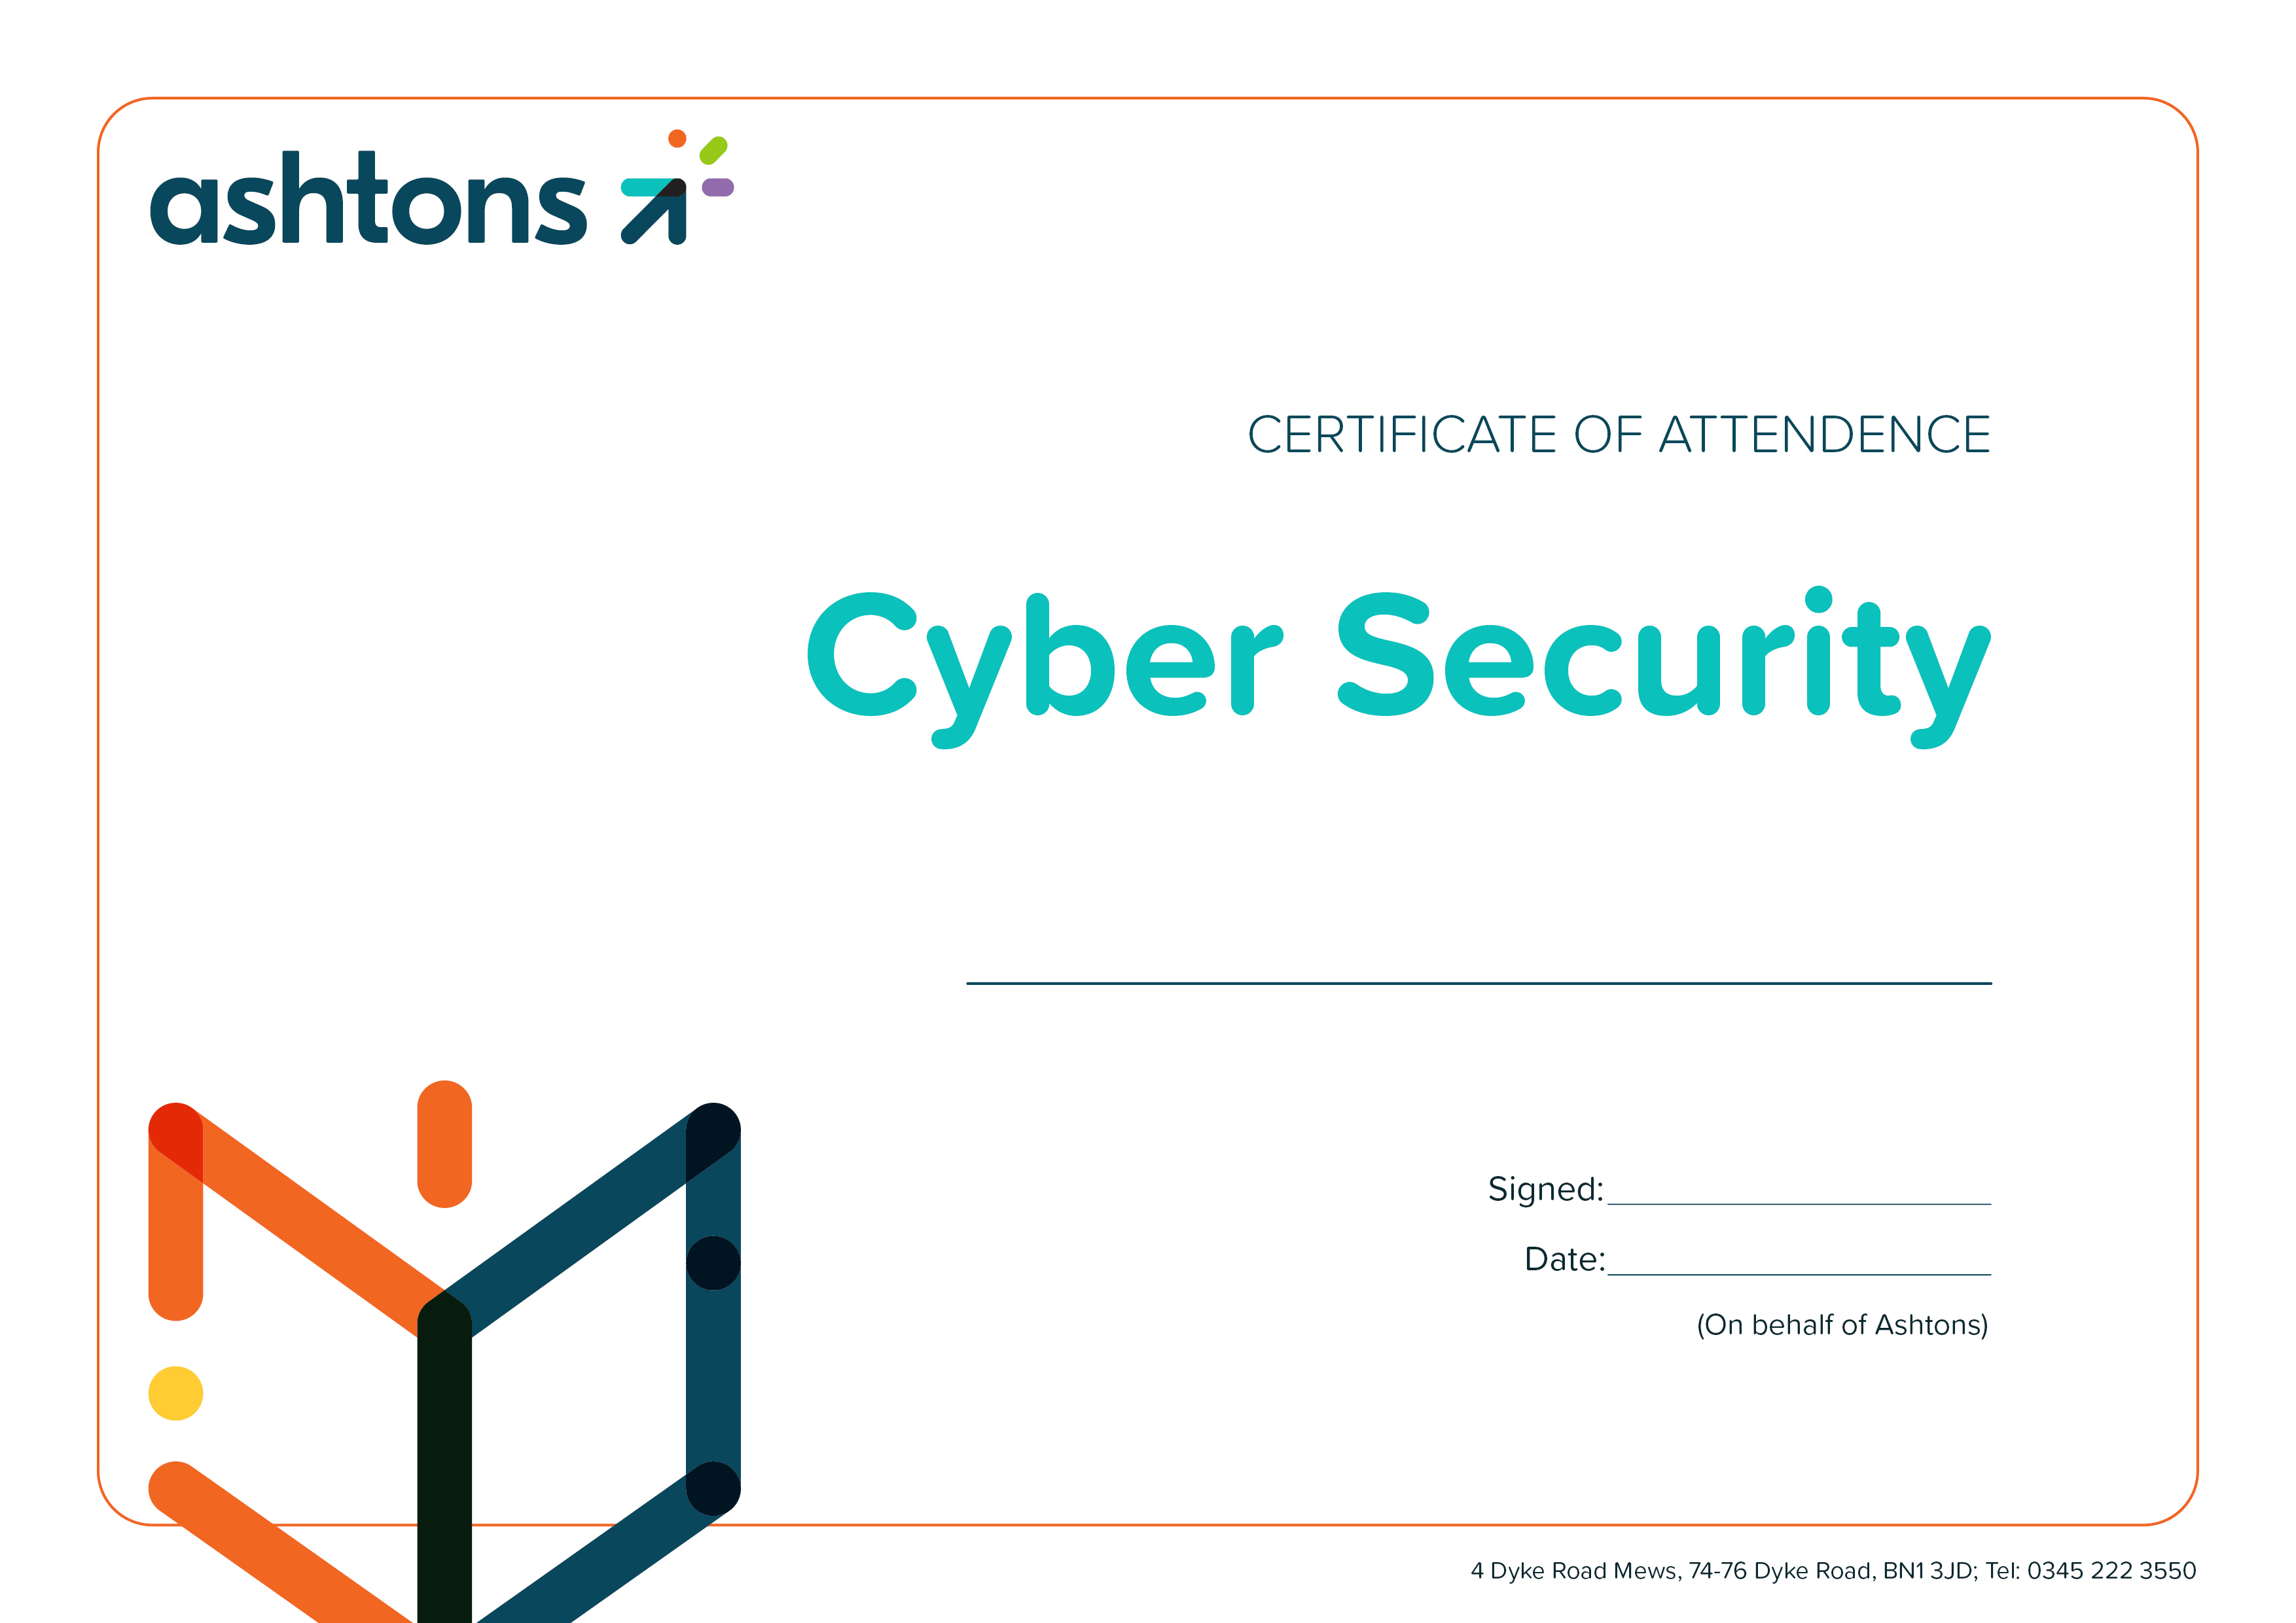 ashtons
CERTIFICATE OF ATTENDENCE
Cyber Security
Signed:
Date:
(On behalf of Ashtons)
4 Dyke Road Mews, 74-76 Dyke Road, BN1 3JD; Tel: 0345 222 3550